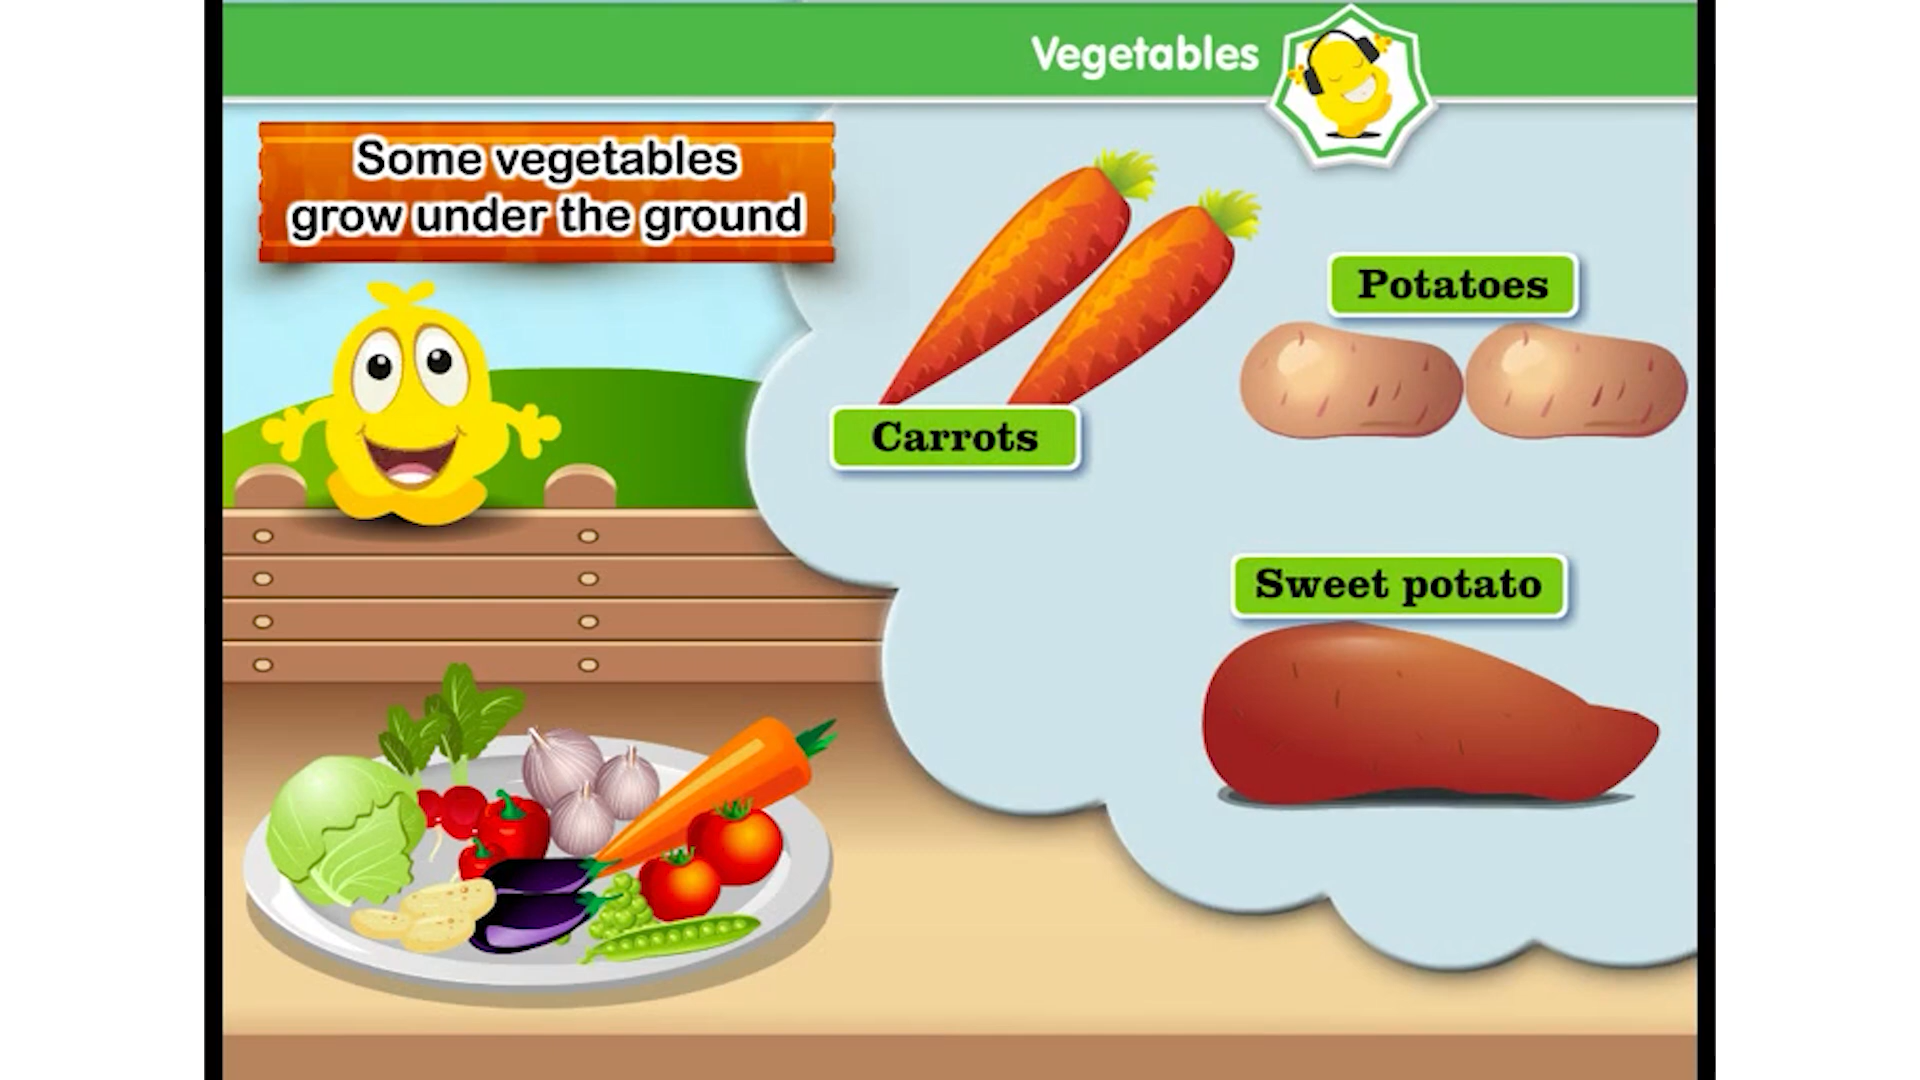 Vegetables
Some vegetables
grow under the ground
Potatoes
Carrots
Sweet potato